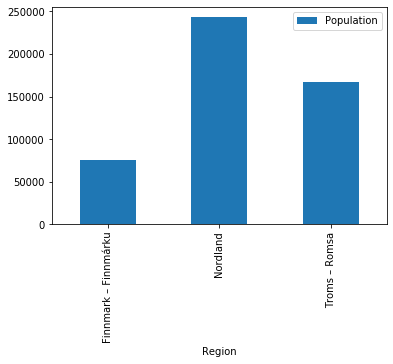 250000
200000
150000
100000
50000
0
Population
Finnmark – Finnmárku
Nordland
Troms – Romsa
Region